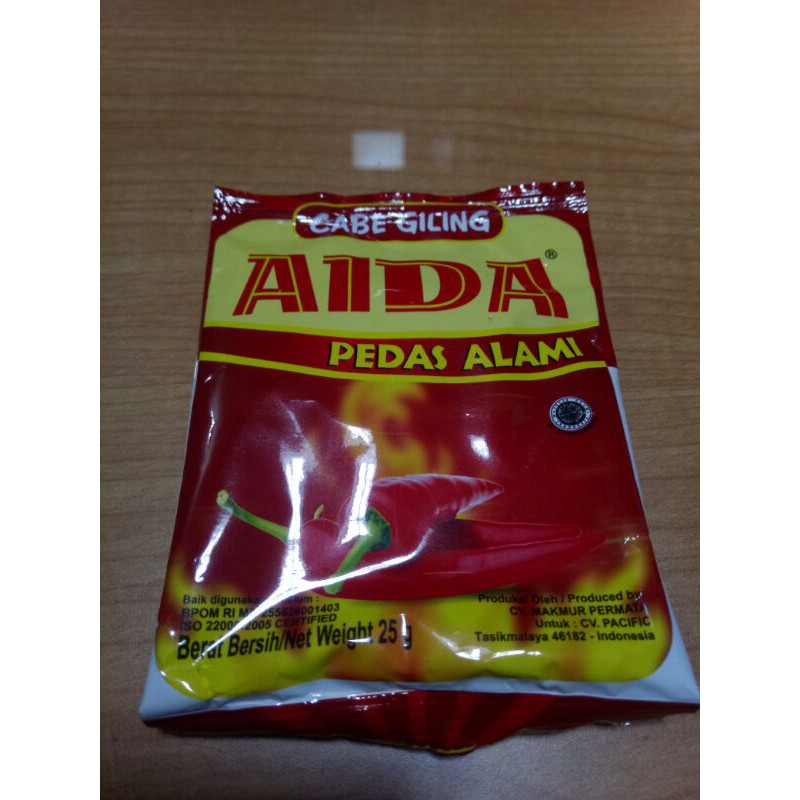 CABE GILING
AIDA®
PEDAS ALAMI
Baik digunakan :
BPOM RI
ISO 22000:2005 CERTIFIED
Berat Bersih/Net Weight 25 g
Produksi Oleh / Produced by:
CV. MAKMUR PERMATA
Untuk : CV. PACIFIC
Tasikmalaya 46182 - Indonesia